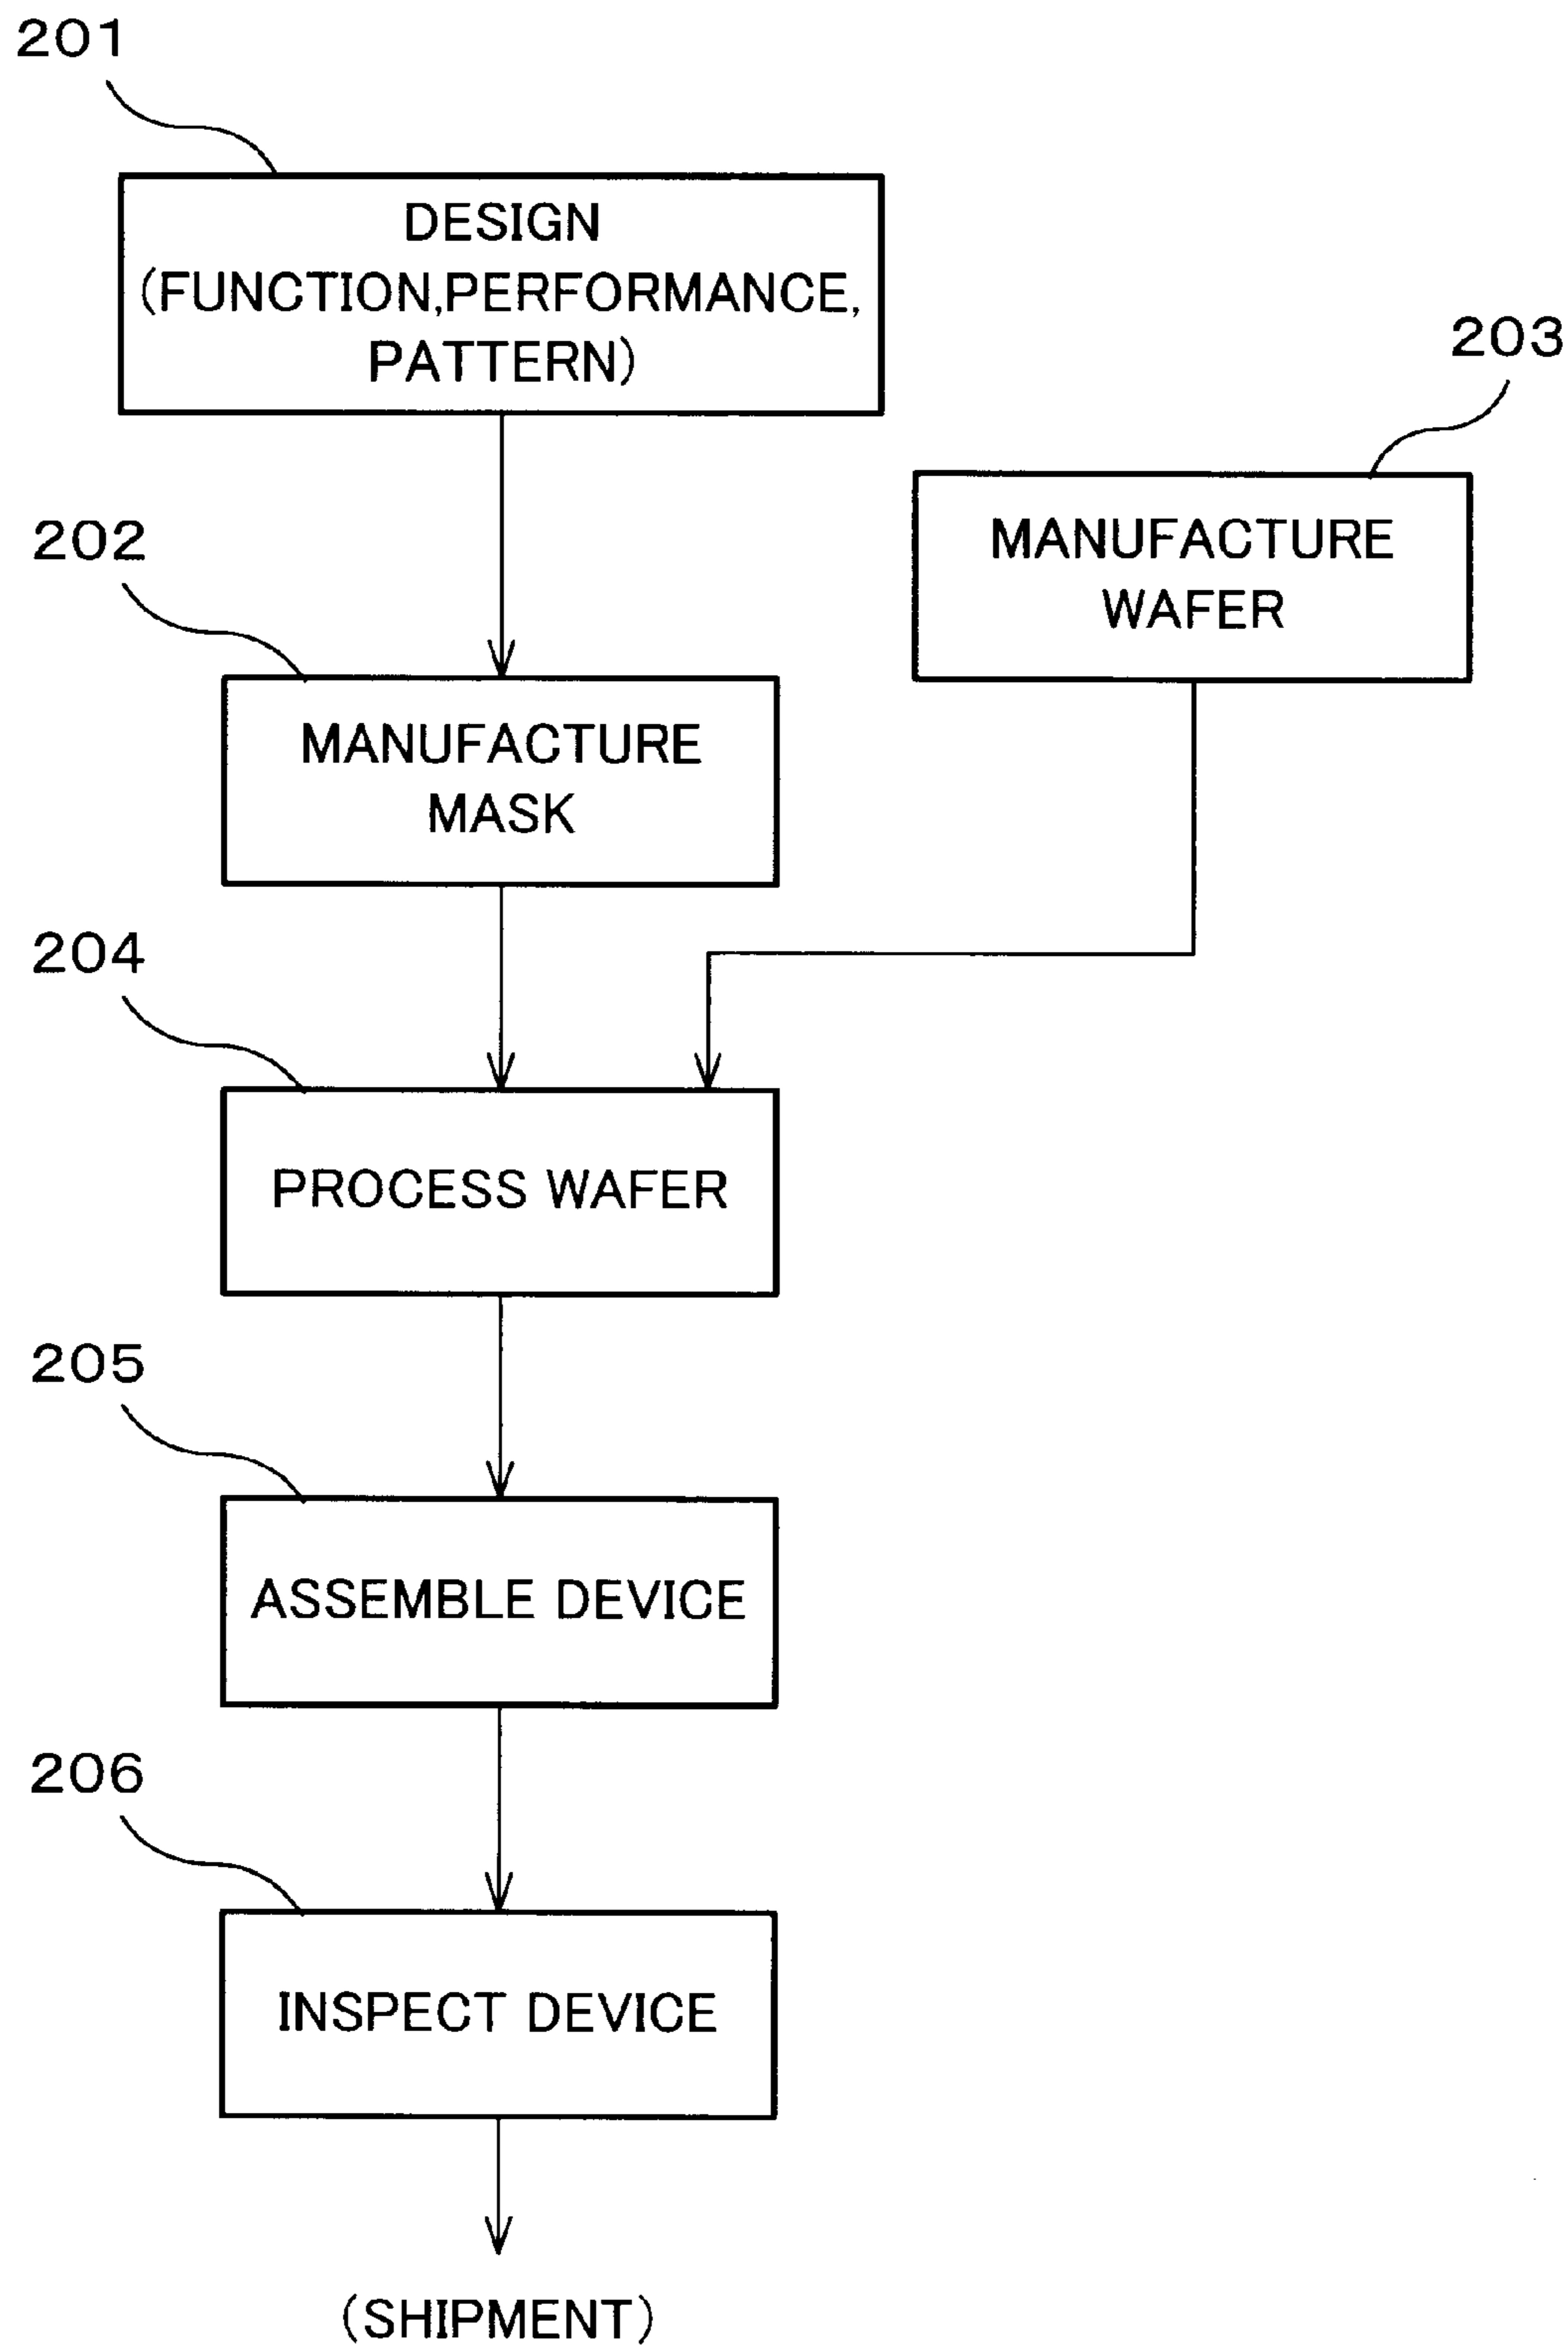 201
DESIGN
(FUNCTION,PERFORMANCE,
PATTERN)
203
MANUFACTURE
WAFER
202
MANUFACTURE
MASK
204
PROCESS WAFER
205
ASSEMBLE DEVICE
206
INSPECT DEVICE
(SHIPMENT)